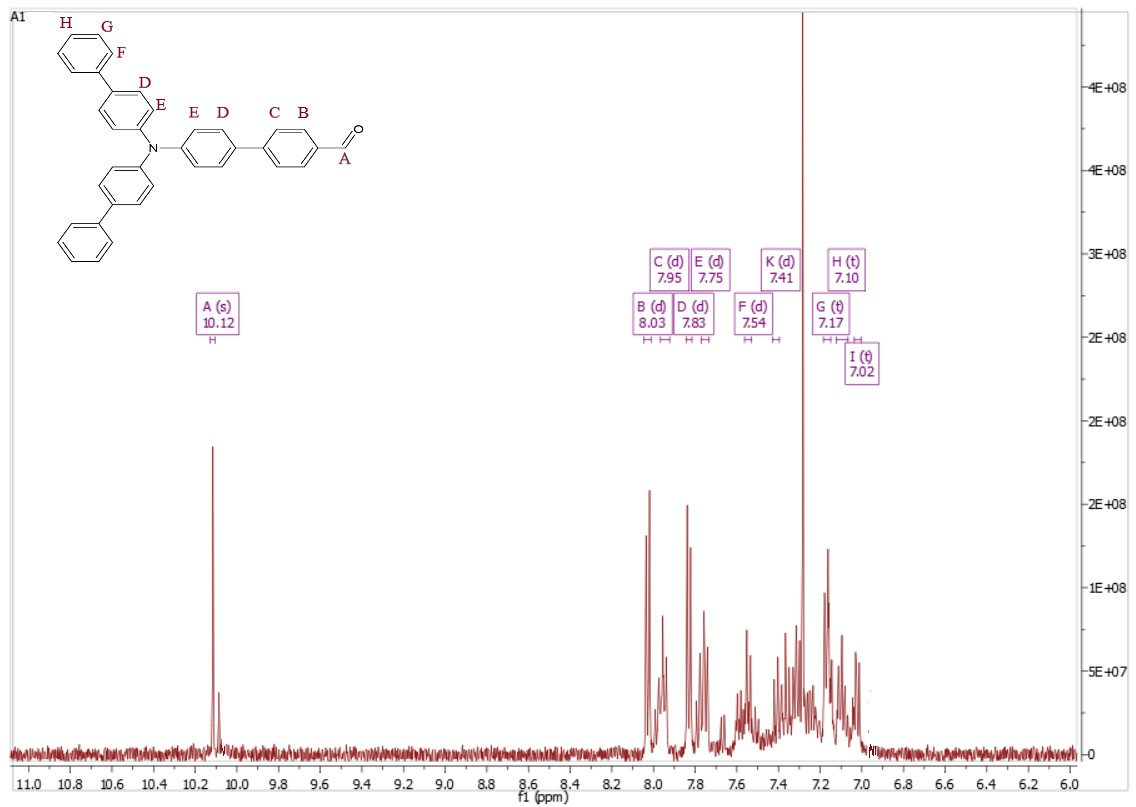 A1
H
G
F
D
E
E D C B
N
O
A
C (d) E (d) K (d) H (t)
7.95 7.75 7.41 7.10
A (s) B (d) D (d) F (d) G (t)
10.12 8.03 7.83 7.54 7.17
I (t)
7.02
4E+08
4E+08
3E+08
2E+08
2E+08
2E+08
1E+08
5E+07
0
11.0 10.8 10.6 10.4 10.2 10.0 9.8 9.6 9.4 9.2 9.0 8.8 8.6 8.4 8.2 8.0 7.8 7.6 7.4 7.2 7.0 6.8 6.6 6.4 6.2 6.0
f1 (ppm)